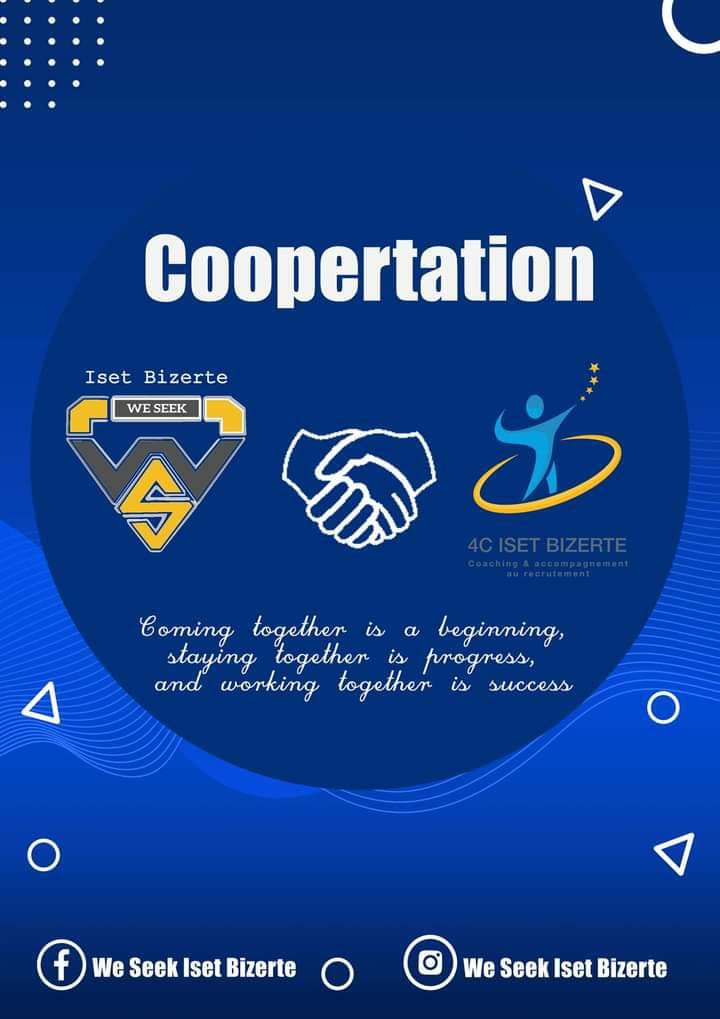 Coopertation
Iset Bizerte
WE SEEK
4C ISET BIZERTE
Coaching & accompagnement
au recrutement
Coming together is a beginning,
staying together is progress,
and working together is success
We Seek Iset Bizerte
We Seek Iset Bizerte